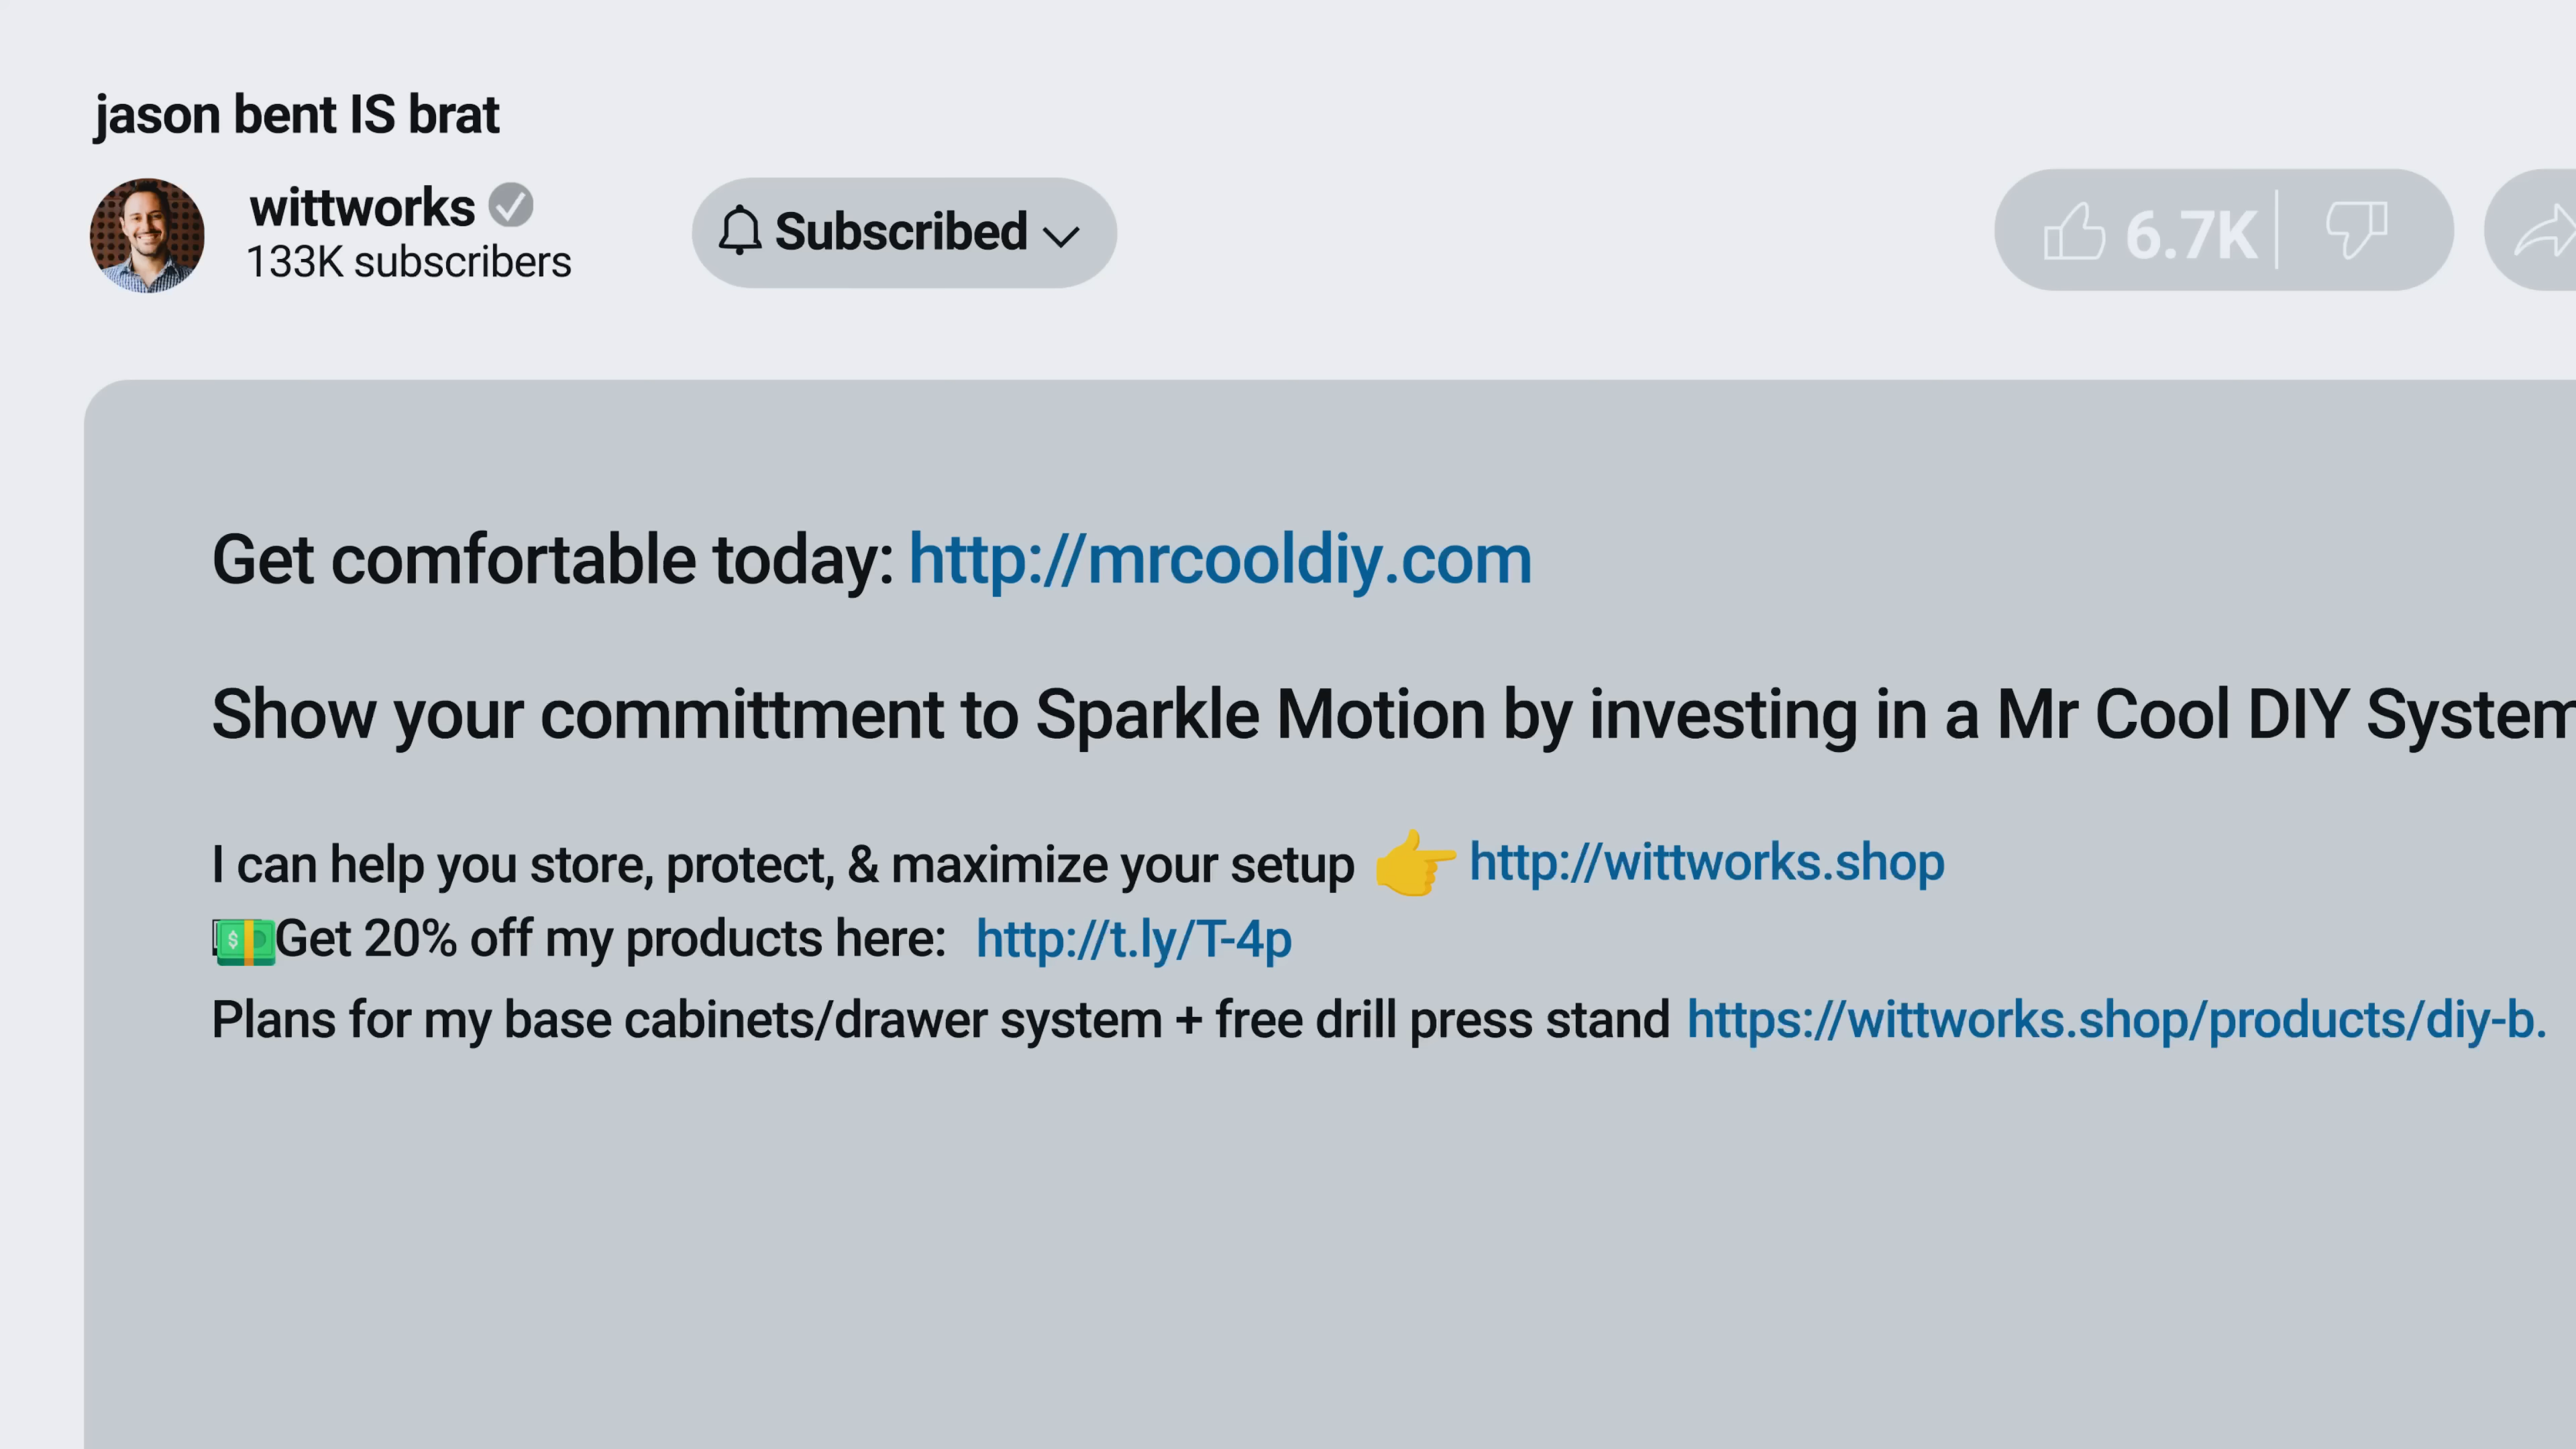 jason bent IS brat
wittworks
133K subscribers
Subscribed
6.7K
Get comfortable today: http://mrcooldiy.com
Show your committment to Sparkle Motion by investing in a Mr Cool DIY System
I can help you store, protect, & maximize your setup 👉 http://wittworks.shop
💵Get 20% off my products here: http://t.ly/T-4p
Plans for my base cabinets/drawer system + free drill press stand https://wittworks.shop/products/diy-b.